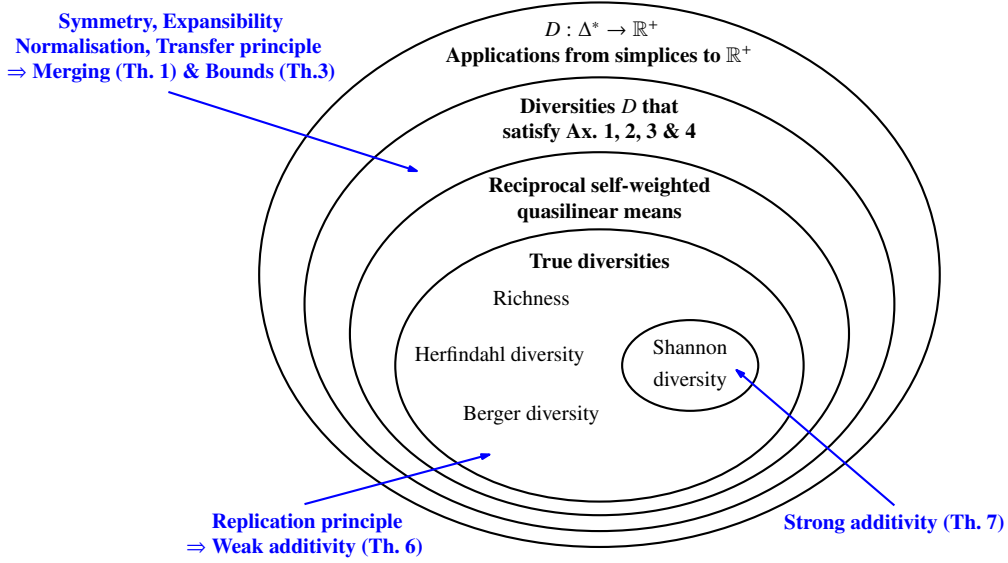 Symmetry, Expansibility
Normalisation, Transfer principle
⇒ Merging (Th. 1) & Bounds (Th.3)
D : Δ* → ℝ⁺
Applications from simplices to ℝ⁺
Diversities D that
satisfy Ax. 1, 2, 3 & 4
Reciprocal self-weighted
quasilinear means
True diversities
Richness
Herfindahl diversity
Shannon
diversity
Berger diversity
Replication principle
⇒ Weak additivity (Th. 6)
Strong additivity (Th. 7)